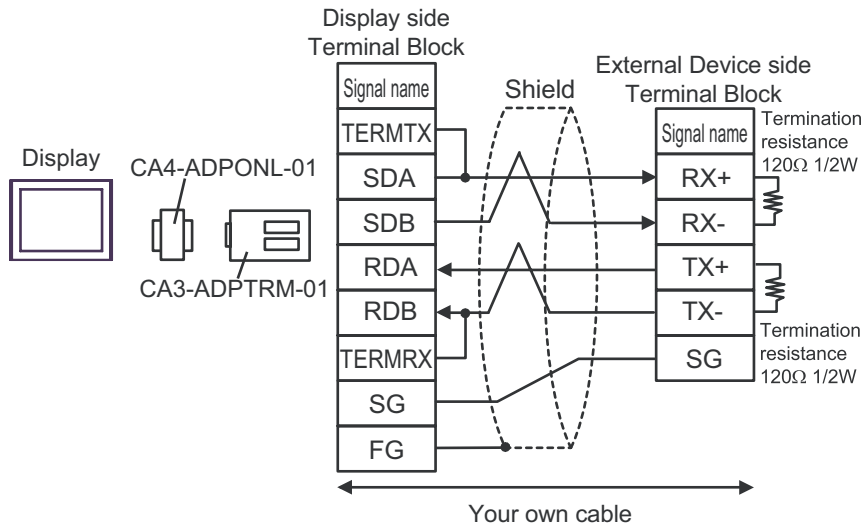 Display side
Terminal Block
Signal name
TERMTX
SDA
SDB
RDA
RDB
TERMRX
SG
FG
Display
CA4-ADPONL-01
CA3-ADPTRM-01
Shield
External Device side
Terminal Block
Signal name
RX+
RX-
TX+
TX-
SG
Termination
resistance
120Ω 1/2W
Termination
resistance
120Ω 1/2W
Your own cable